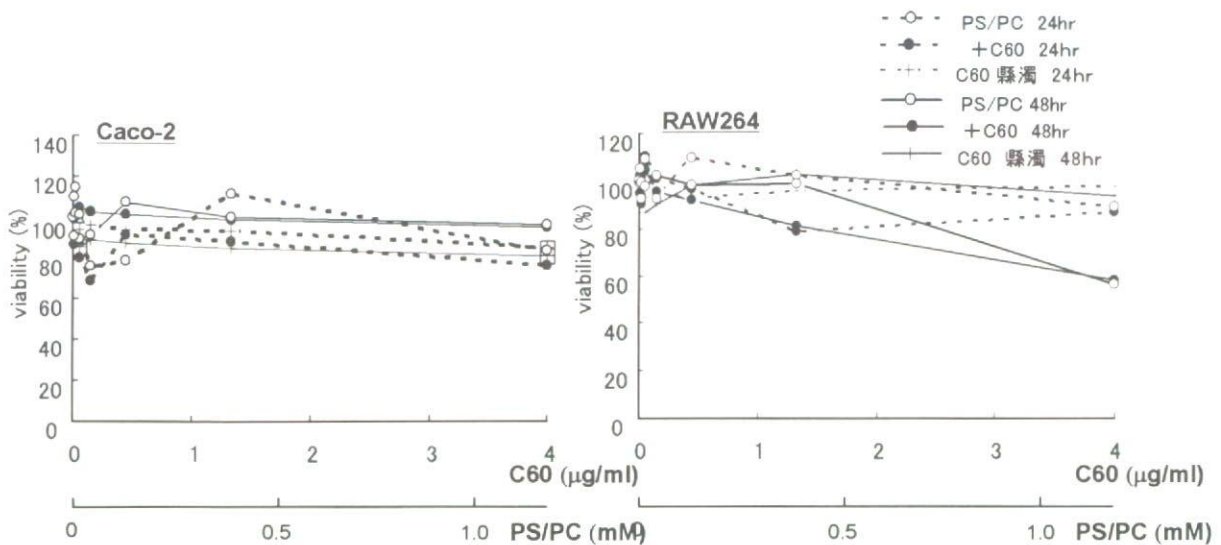 PS/PC 24hr
+C60 24hr
C60 縣濁 24hr
PS/PC 48hr
+C60 48hr
C60 縣濁 48hr
Caco-2
viability (%)
140
120
100
80
60
40
20
0
0 1 2 3 4
C60 (μg/ml)
0 0.5 1.0 PS/PC (mM)
RAW264
viability (%)
120
100
80
60
40
20
0
0 1 2 3 4
C60 (μg/ml)
0 0.5 1.0 PS/PC (mM)